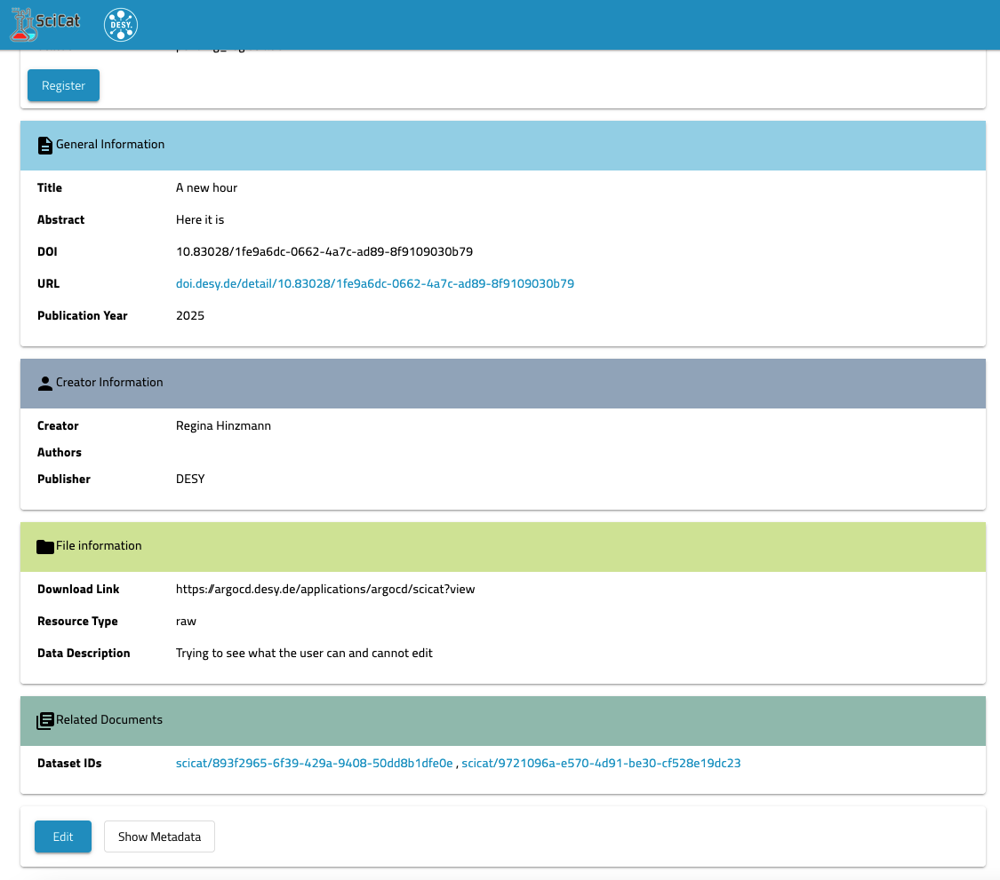 SciCat
DESY.
Register
General Information
Title A new hour
Abstract Here it is
DOI 10.83028/1fe9a6dc-0662-4a7c-ad89-8f9109030b79
URL doi.desy.de/detail/10.83028/1fe9a6dc-0662-4a7c-ad89-8f9109030b79
Publication Year 2025
Creator Information
Creator Regina Hinzmann
Authors
Publisher DESY
File information
Download Link https://argocd.desy.de/applications/argocd/scicat?view
Resource Type raw
Data Description Trying to see what the user can and cannot edit
Related Documents
Dataset IDs scicat/893f2965-6f39-429a-9408-50dd8b1dfe0e , scicat/9721096a-e570-4d91-be30-cf528e19dc23
Edit Show Metadata